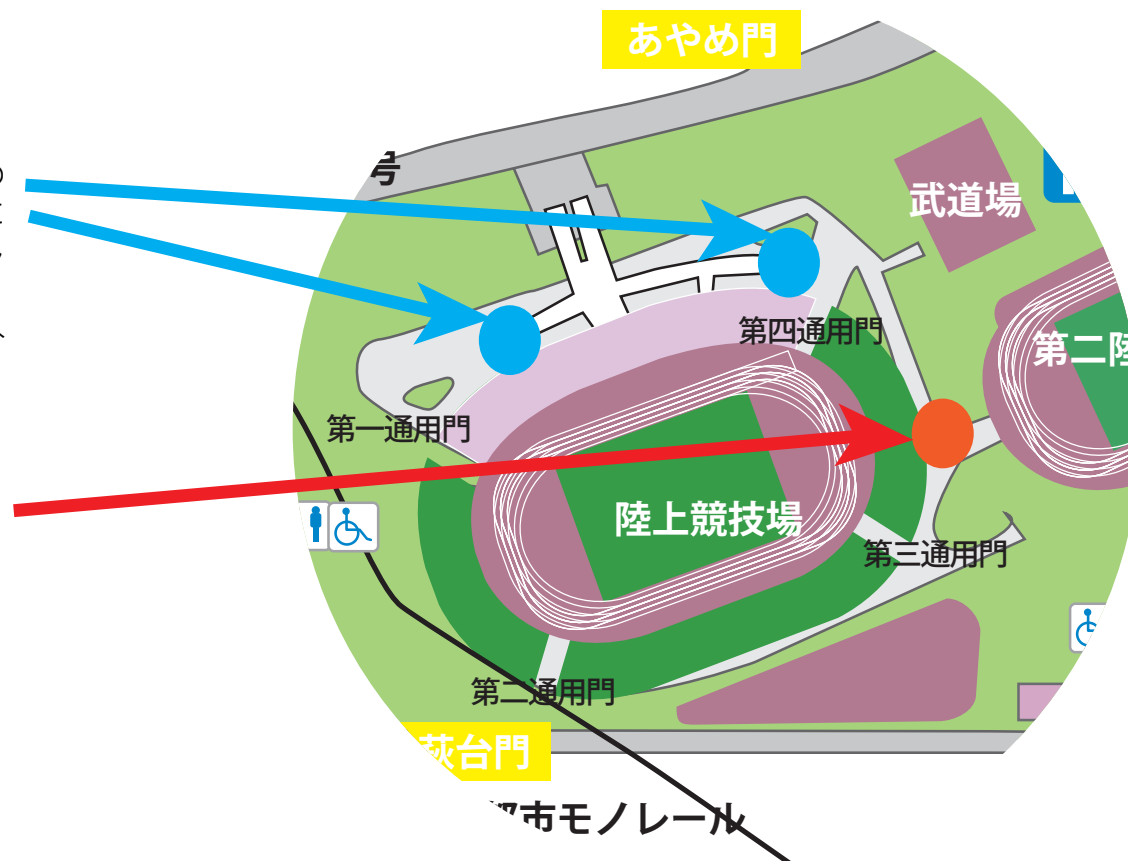 あやめ門
号
武道場
第四通用門
第二陸
第一通用門
陸上競技場
第三通用門
第二通用門
萩台門
都市モノレール